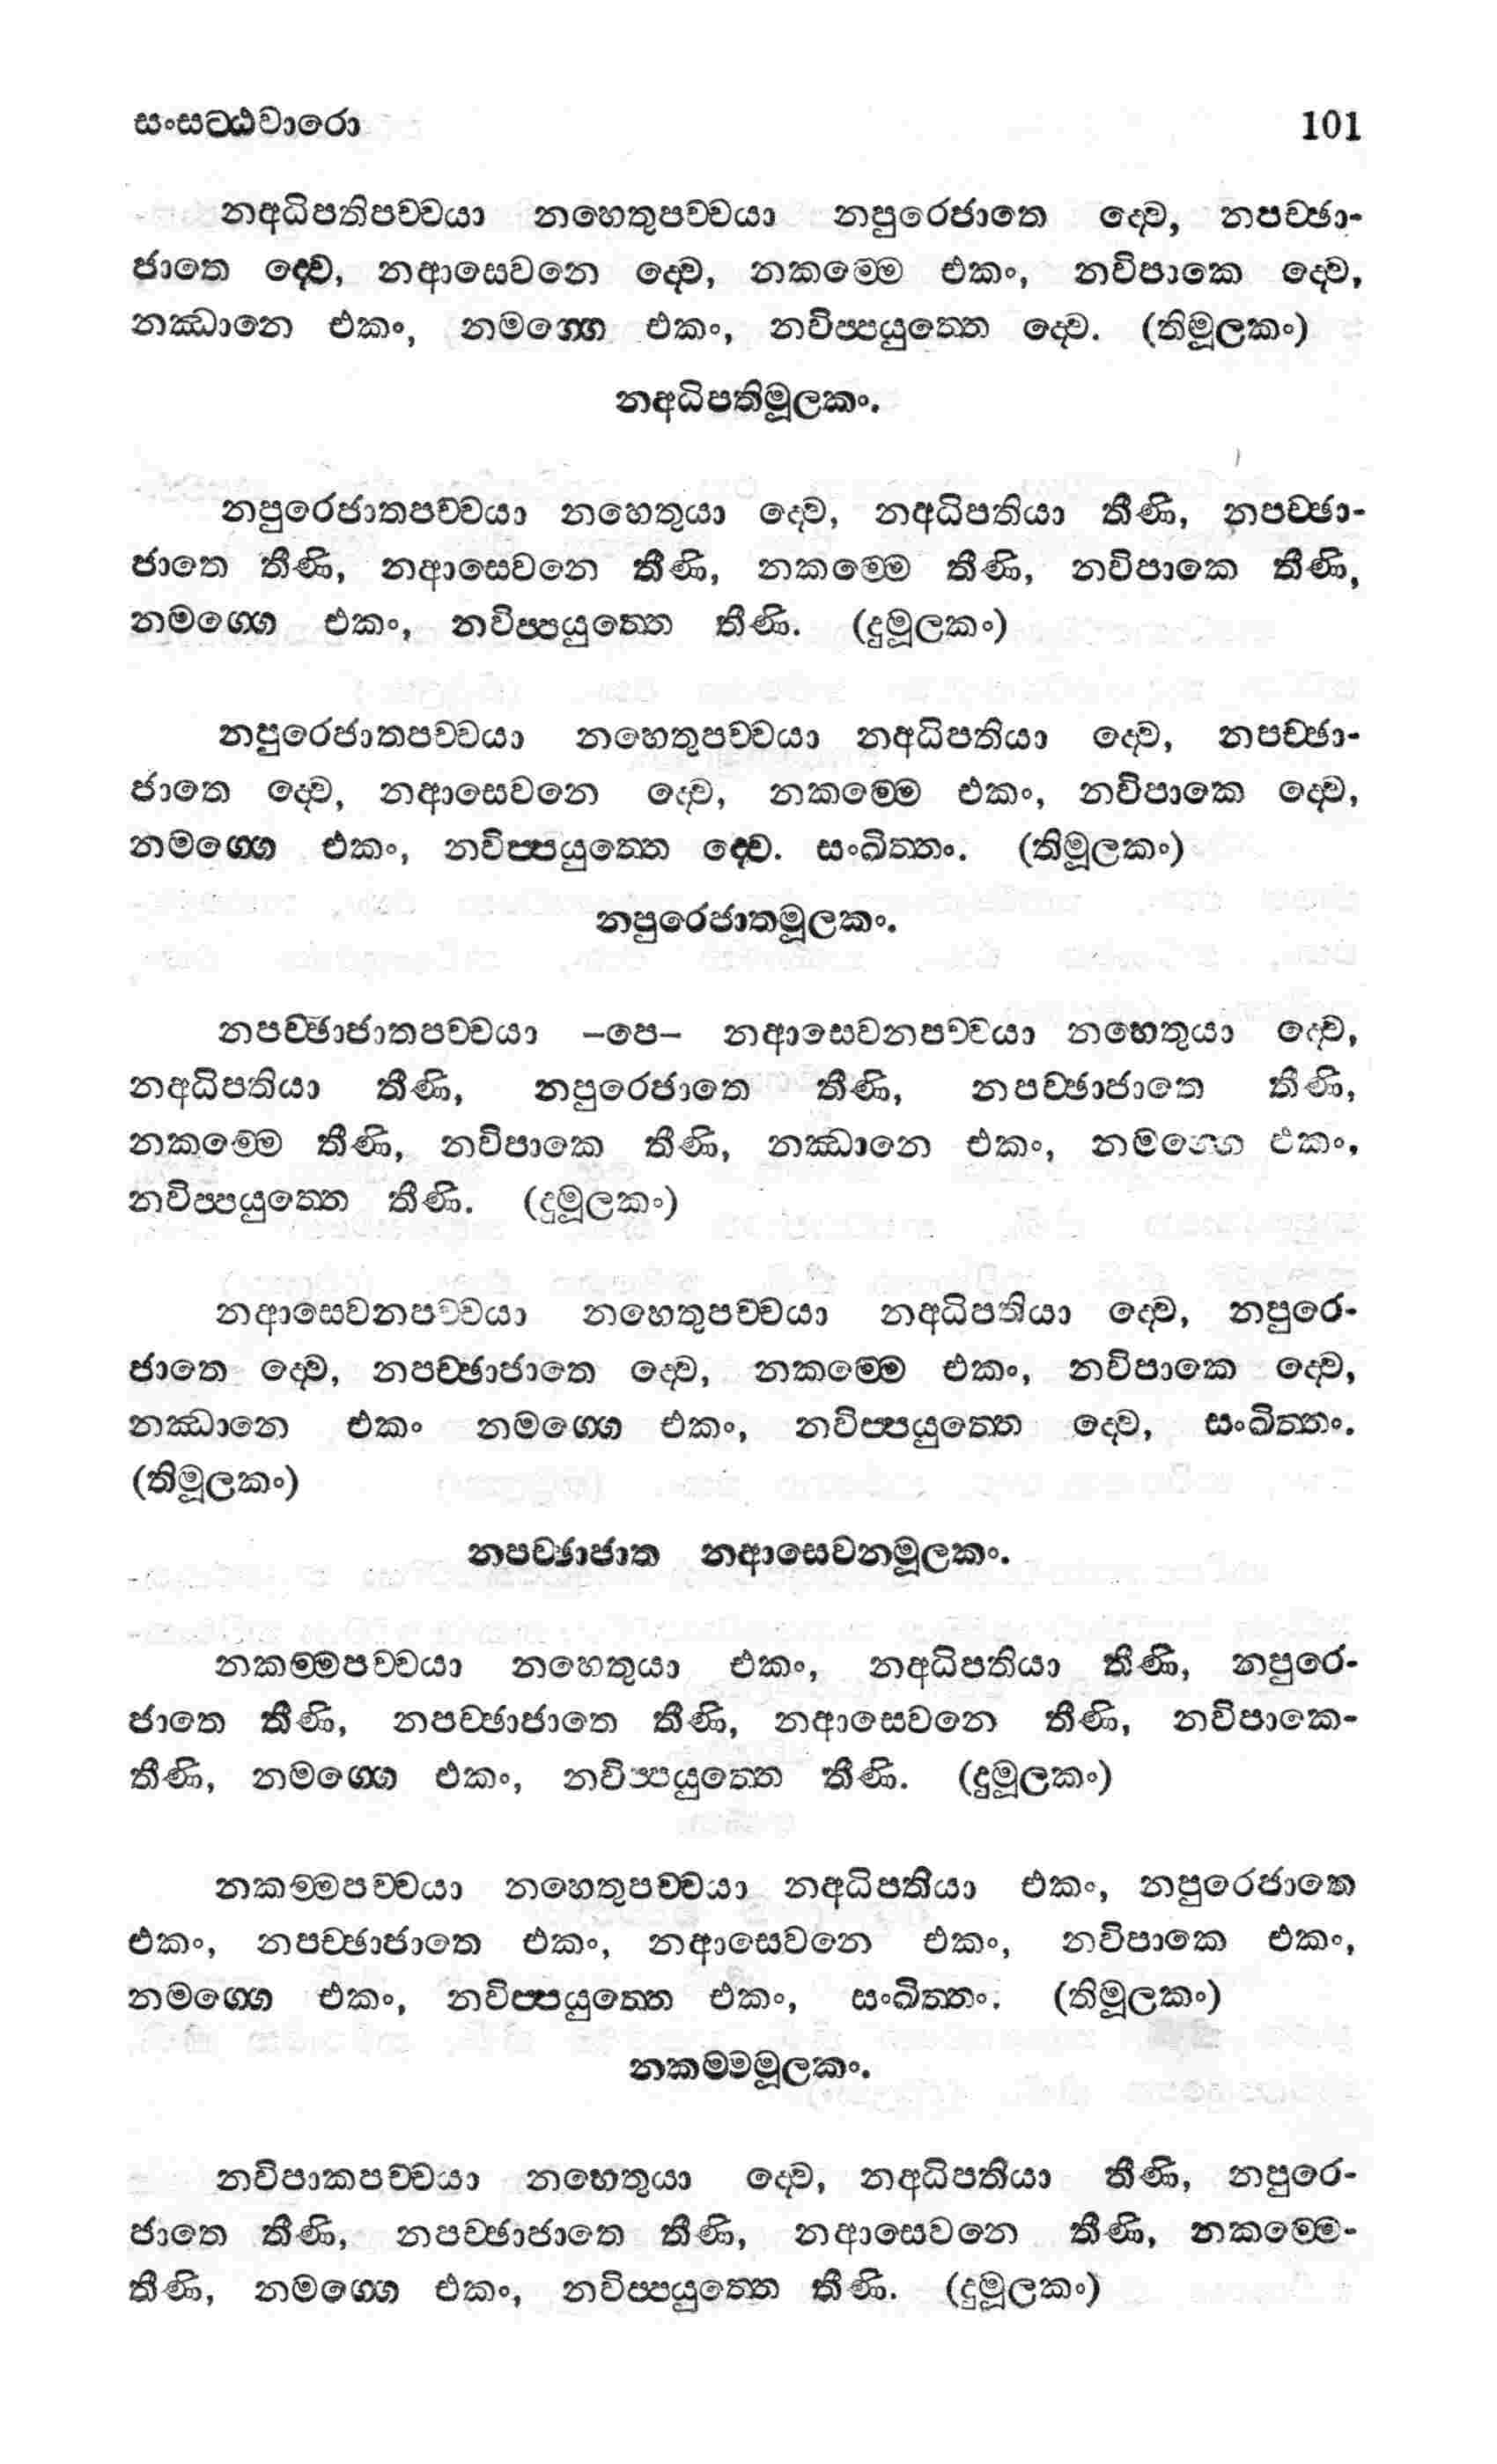 සංසට්ඨවාරො 101
නඅධිපතිපච්චයා නහෙතුපච්චයා නපුරෙජාතෙ ද්වෙ, නපච්ඡා-
ජාතෙ ද්වෙ, නආසෙවනෙ ද්වෙ, නකම්මෙ එකං, නවිපාකෙ ද්වෙ,
නඣානෙ එකං, නමග්ගෙ එකං, නවිප්පයුත්තෙ ද්වෙ. (තිමූලකං)
නඅධිපතිමූලකං.
නපුරෙජාතපච්චයා නහෙතුයා ද්වෙ, නඅධිපතියා තීණි, නපච්ඡා-
ජාතෙ තීණි, නආසෙවනෙ තීණි, නකම්මෙ තීණි, නවිපාකෙ තීණි,
නමග්ගෙ එකං, නවිප්පයුත්තෙ තීණි. (දුමූලකං)
නපුරෙජාතපච්චයා නහෙතුපච්චයා නඅධිපතියා ද්වෙ, නපච්ඡා-
ජාතෙ ද්වෙ, නආසෙවනෙ ද්වෙ, නකම්මෙ එකං, නවිපාකෙ ද්වෙ,
නමග්ගෙ එකං, නවිප්පයුත්තෙ ද්වෙ. සංඛිත්තං. (තිමූලකං)
නපුරෙජාතමූලකං.
නපච්ඡාජාතපච්චයා –පෙ– නආසෙවනපච්චයා නහෙතුයා ද්වෙ,
නඅධිපතියා තීණි, නපුරෙජාතෙ තීණි, නපච්ඡාජාතෙ තීණි,
නකම්මෙ තීණි, නවිපාකෙ තීණි, නඣානෙ එකං, නමග්ගෙ එකං,
නවිප්පයුත්තෙ තීණි. (දුමූලකං)
නආසෙවනපච්චයා නහෙතුපච්චයා නඅධිපතියා ද්වෙ, නපුරෙ-
ජාතෙ ද්වෙ, නපච්ඡාජාතෙ ද්වෙ, නකම්මෙ එකං, නවිපාකෙ ද්වෙ,
නඣානෙ එකං නමග්ගෙ එකං, නවිප්පයුත්තෙ ද්වෙ, සංඛිත්තං.
(තිමූලකං)
නපච්ඡාජාත නආසෙවනමූලකං.
නකම්මපච්චයා නහෙතුයා එකං, නඅධිපතියා තීණි, නපුරෙ-
ජාතෙ තීණි, නපච්ඡාජාතෙ තීණි, නආසෙවනෙ තීණි, නවිපාකෙ-
තීණි, නමග්ගෙ එකං, නවිප්පයුත්තෙ තීණි. (දුමූලකං)
නකම්මපච්චයා නහෙතුපච්චයා නඅධිපතියා එකං, නපුරෙජාතෙ
එකං, නපච්ඡාජාතෙ එකං, නආසෙවනෙ එකං, නවිපාකෙ එකං,
නමග්ගෙ එකං, නවිප්පයුත්තෙ එකං, සංඛිත්තං. (තිමූලකං)
නකම්මමූලකං.
නවිපාකපච්චයා නහෙතුයා ද්වෙ, නඅධිපතියා තීණි, නපුරෙ-
ජාතෙ තීණි, නපච්ඡාජාතෙ තීණි, නආසෙවනෙ තීණි, නකම්මෙ-
තීණි, නමග්ගෙ එකං, නවිප්පයුත්තෙ තීණි. (දුමූලකං)